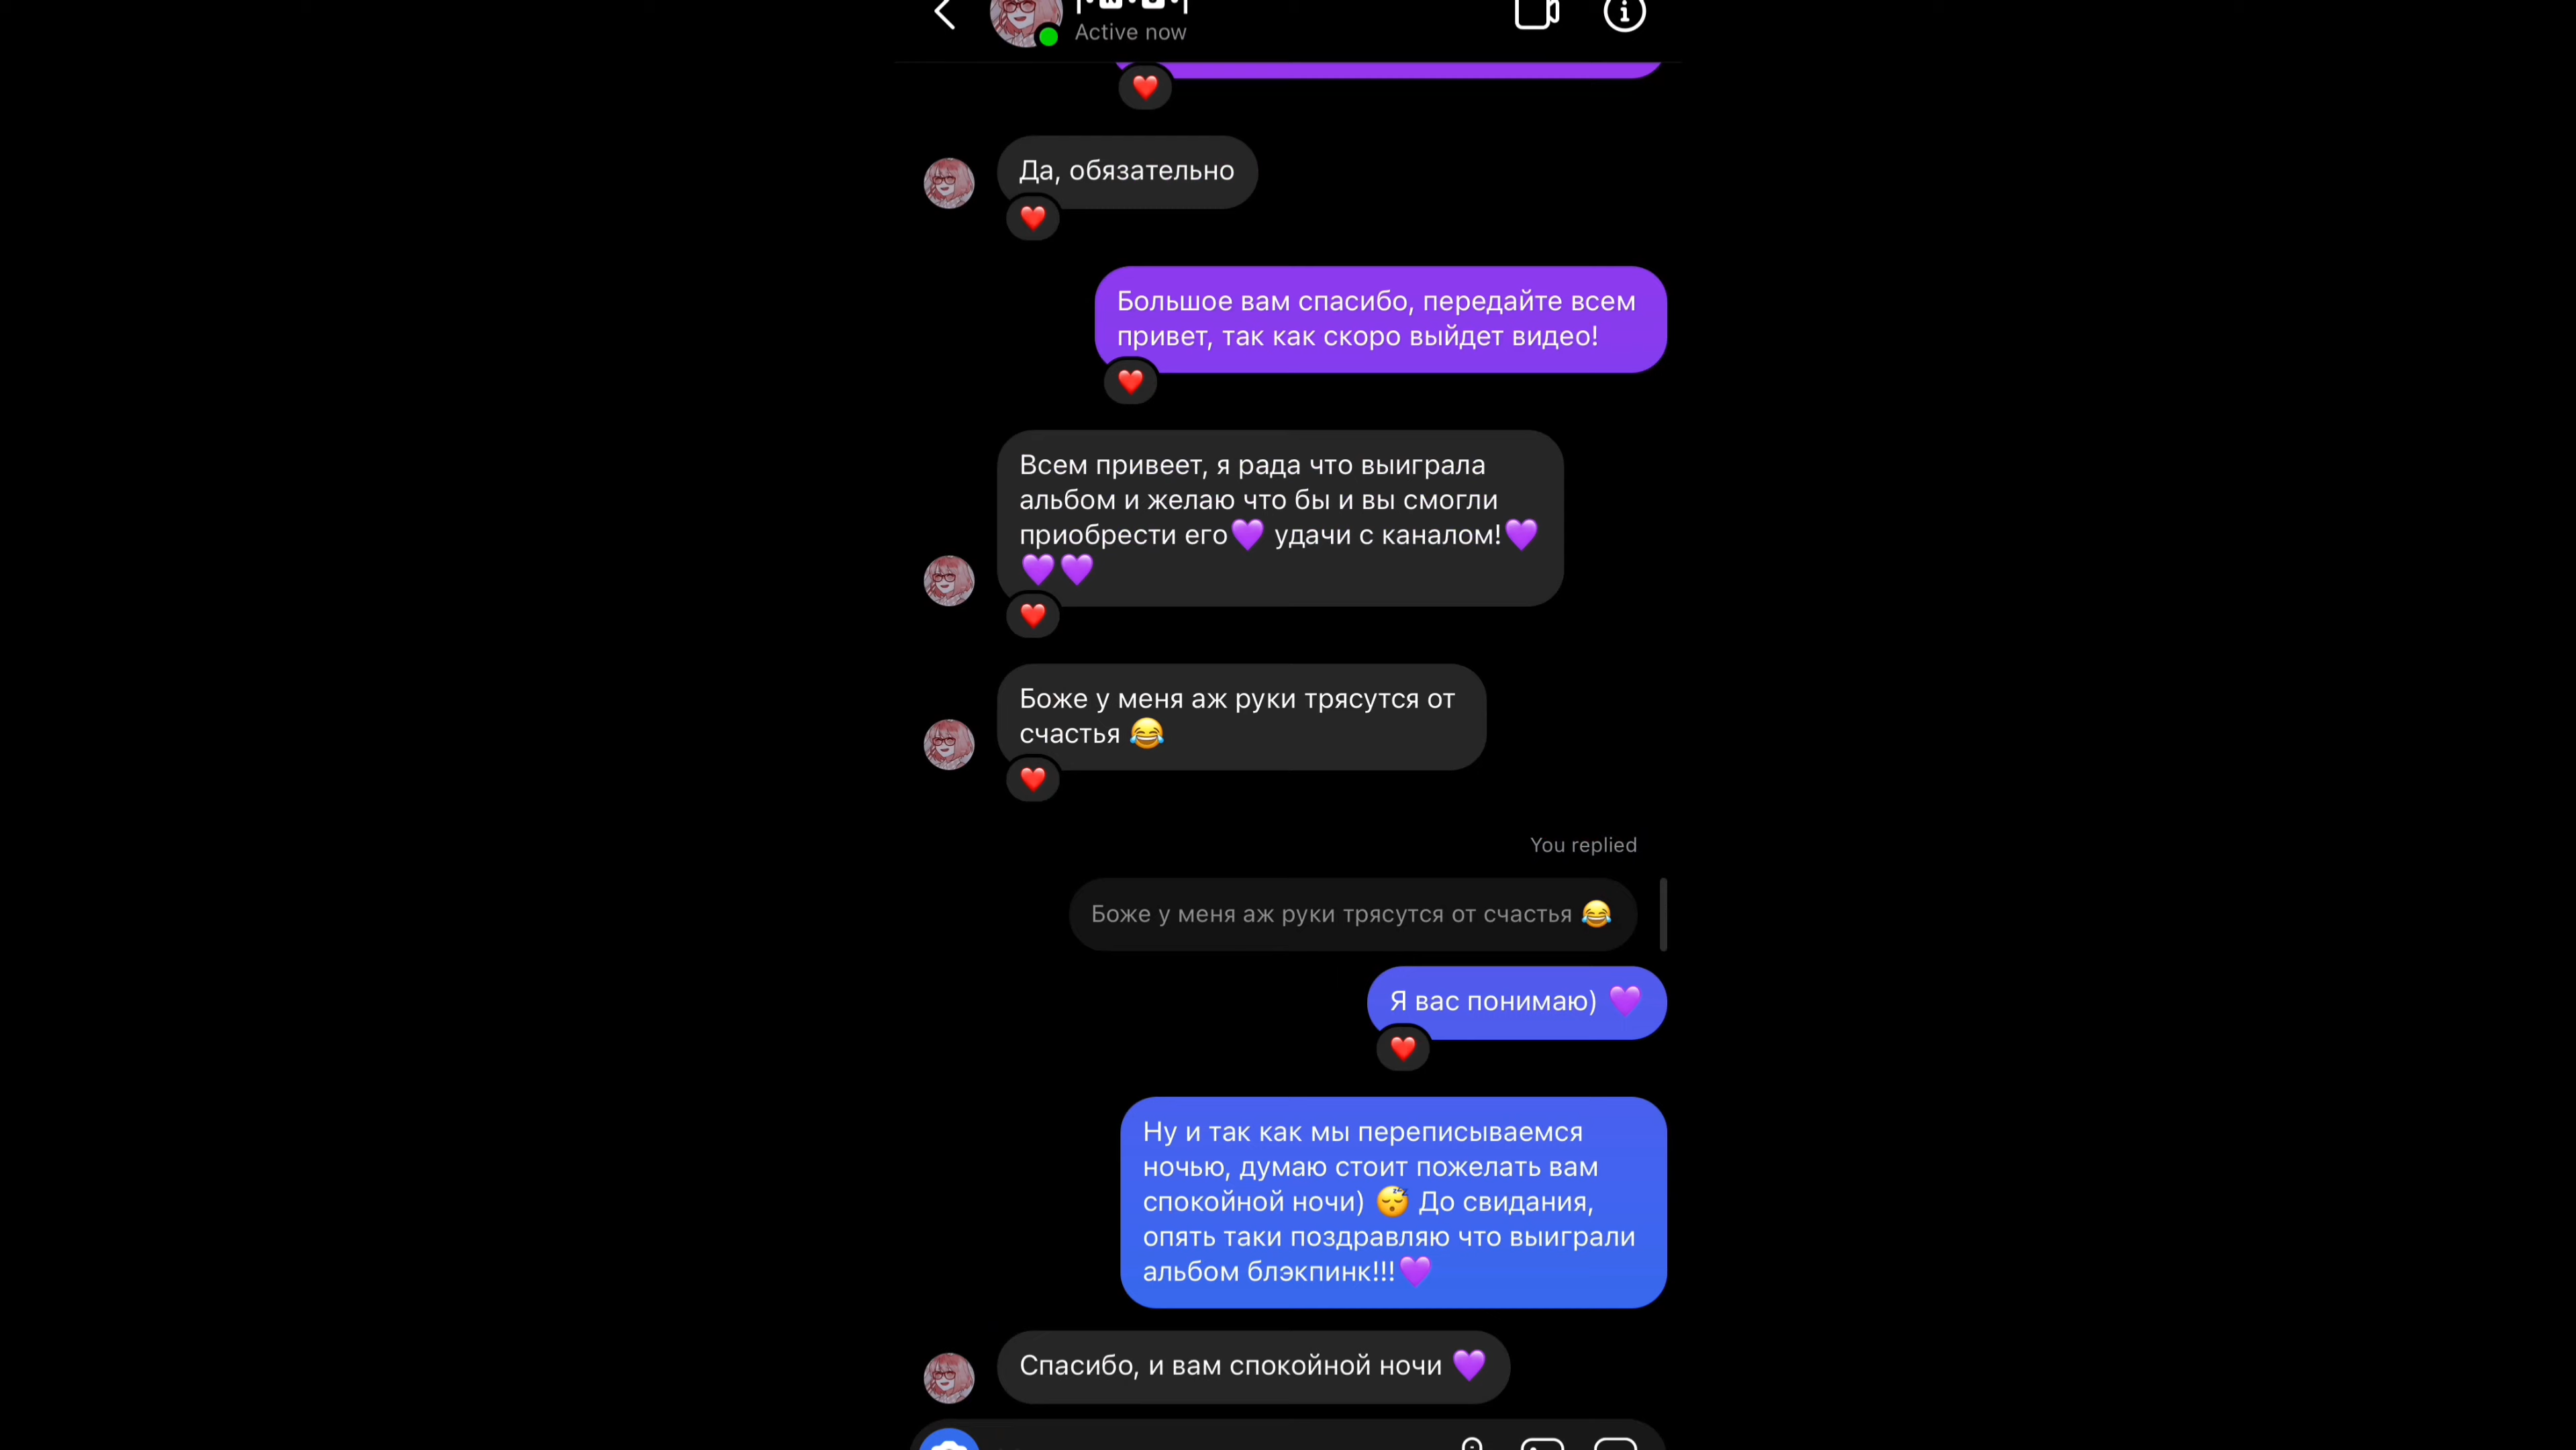 Active now
Да, обязательно
Большое вам спасибо, передайте всем
привет, так как скоро выйдет видео!
Всем привеет, я рада что выиграла
альбом и желаю что бы и вы смогли
приобрести его💜 удачи с каналом!💜
💜💜
Боже у меня аж руки трясутся от
счастья 😂
You replied
Боже у меня аж руки трясутся от счастья 😂
Я вас понимаю) 💜
Ну и так как мы переписываемся
ночью, думаю стоит пожелать вам
спокойной ночи) 😴 До свидания,
опять таки поздравляю что выиграли
альбом блэкпинк!!!💜
Спасибо, и вам спокойной ночи 💜